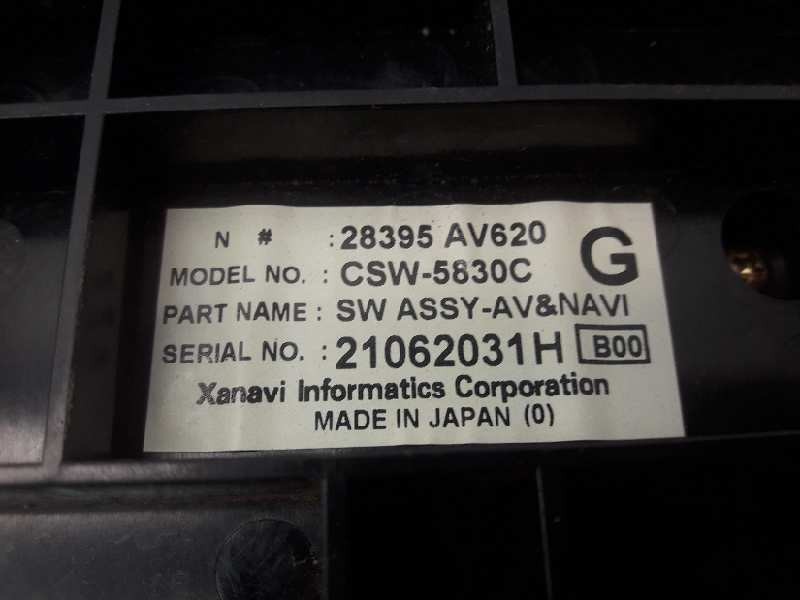 N # : 28395 AV620
G
MODEL NO. : CSW-5830C
PART NAME : SW ASSY-AV&NAVI
SERIAL NO. : 21062031H B00
Xanavi Informatics Corporation
MADE IN JAPAN (0)